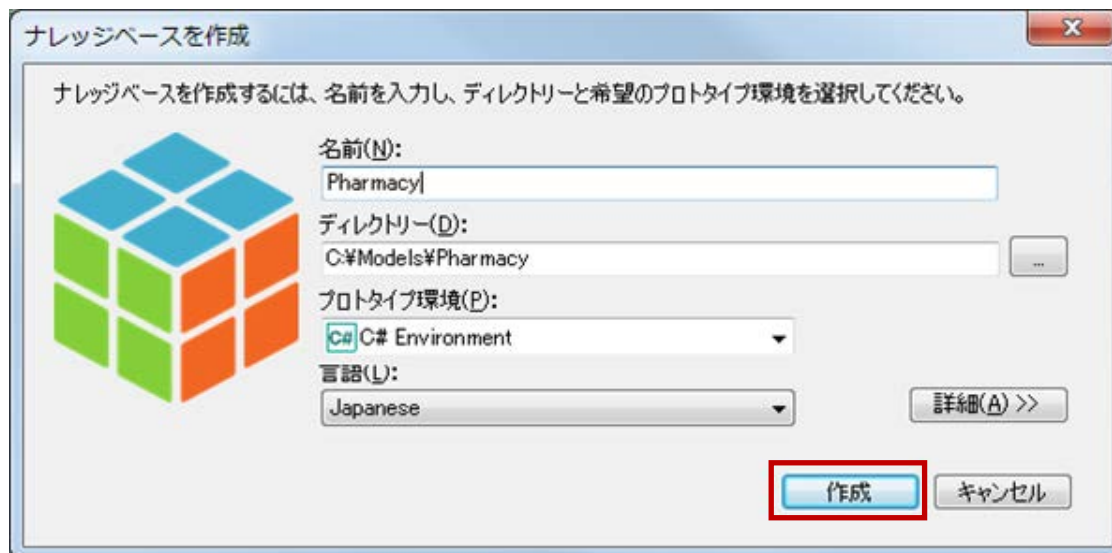 ナレッジベースを作成
ナレッジベースを作成するには、名前を入力し、ディレクトリーと希望のプロトタイプ環境を選択してください。
名前(N):
Pharmacy
ディレクトリー(D):
C:¥Models¥Pharmacy
...
プロトタイプ環境(P):
C# C# Environment
言語(L):
Japanese
詳細(A) >>
作成 キャンセル